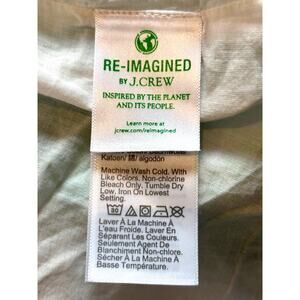 RE-IMAGINED
BY J.CREW
INSPIRED BY THE PLANET
AND ITS PEOPLE.
Learn more at
jcrew.com/reimagined
Katoen/ 綿/ algodón
Machine Wash Cold. With
Like Colors. Non-chlorine
Bleach Only. Tumble Dry
Low, Iron On Lowest
Setting.
30
Laver À La Machine À
L'eau Froide. Laver En
Séparant Les Couleurs.
Seulement Agent De
Blanchiment Non-chlore.
Sécher À La Machine À
Basse Température.